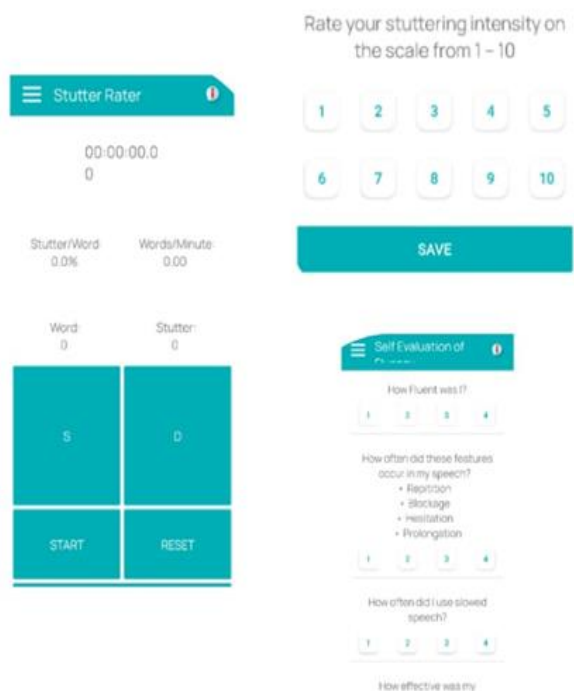 Stutter Rater
00:00:00.0
0
Stutter/Word
0.0%
Words/Minute
0.00
Word:
0
Stutter:
0
S
D
START
RESET
Rate your stuttering intensity on
the scale from 1 – 10
1 2 3 4 5
6 7 8 9 10
SAVE
Self Evaluation of
How Fluent was I?
1 2 3 4
How often did these features
occur in my speech?
• Repitition
• Blockage
• Hesitation
• Prolongation
1 2 3 4
How often did I use slowed
speech?
1 2 3 4
How effective was my